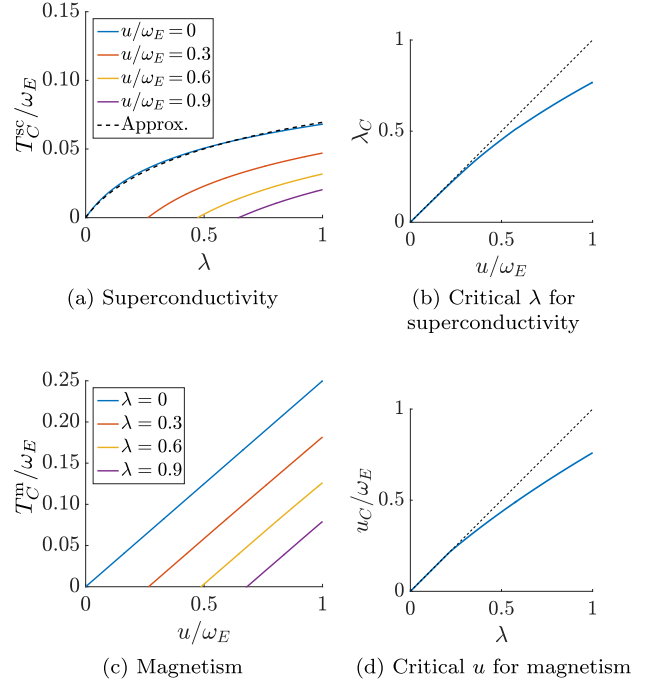 0.15
0.10
0.05
0
T_C^sc/ω_E
u/ω_E = 0
u/ω_E = 0.3
u/ω_E = 0.6
u/ω_E = 0.9
Approx.
0 0.5 1
λ
(a) Superconductivity
1
0.5
0
λ_C
0 0.5 1
u/ω_E
(b) Critical λ for
superconductivity
0.25
0.20
0.15
0.10
0.05
0
T_C^m/ω_E
λ = 0
λ = 0.3
λ = 0.6
λ = 0.9
0 0.5 1
u/ω_E
(c) Magnetism
1
0.5
0
u_C/ω_E
0 0.5 1
λ
(d) Critical u for magnetism